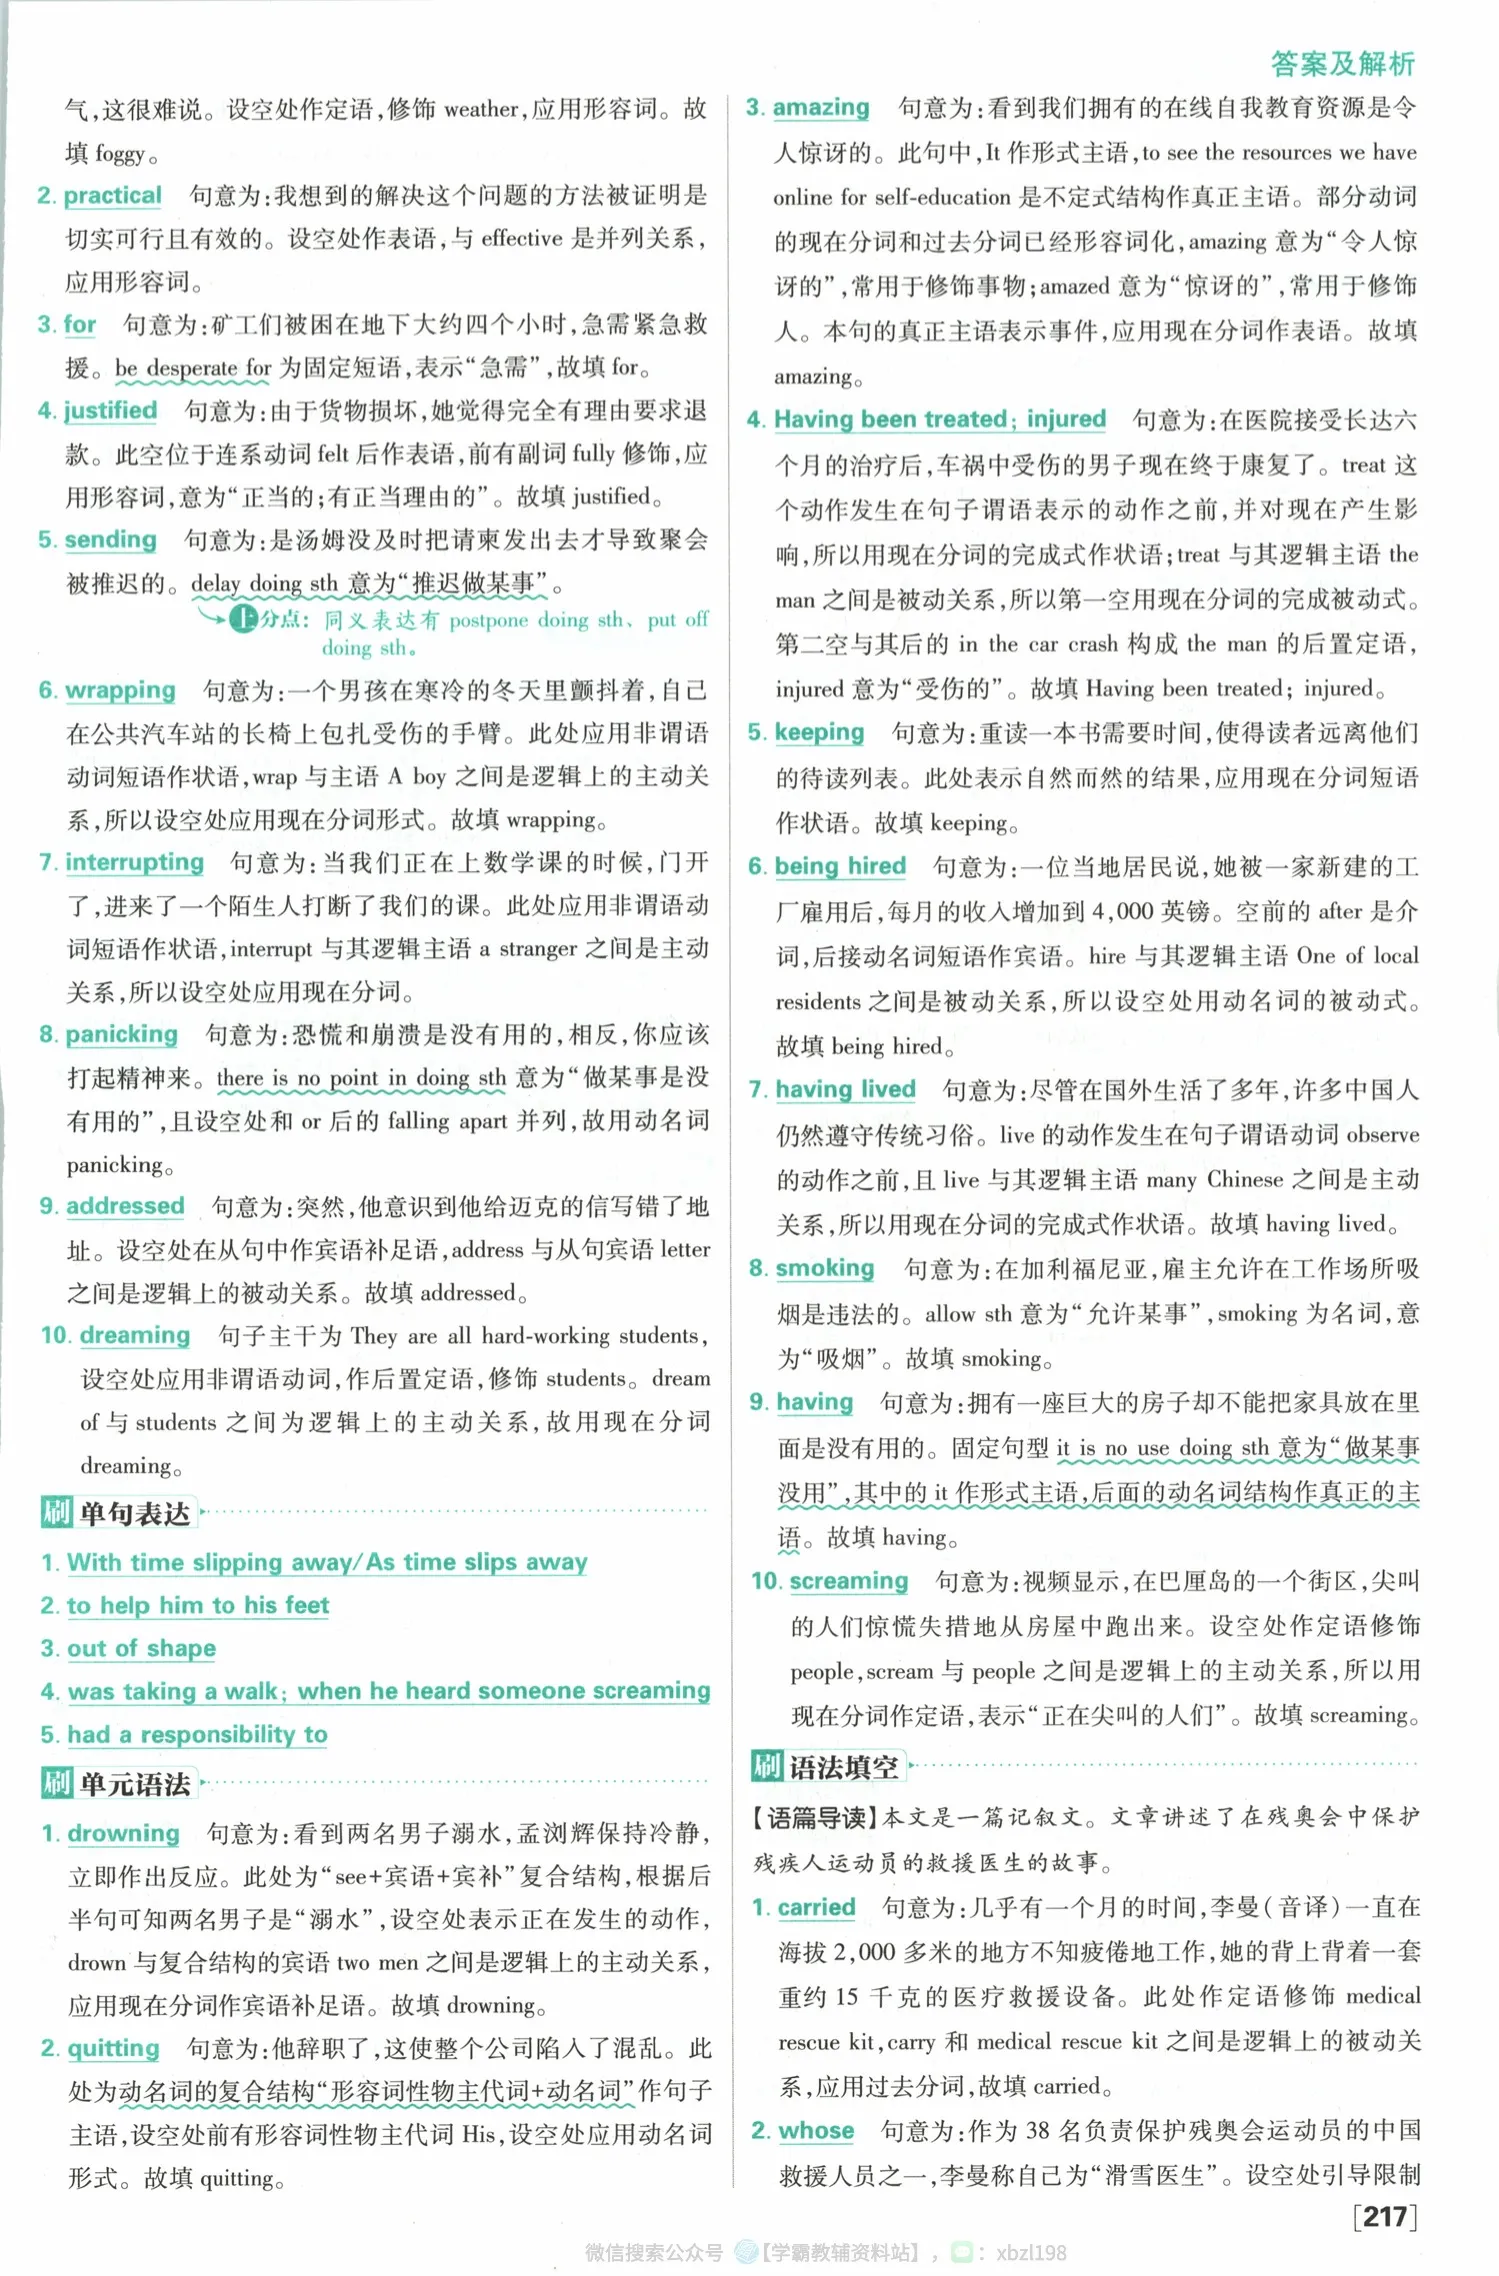 答案及解析
气,这很难说。设空处作定语,修饰 weather,应用形容词。故
填 foggy。
2. practical 句意为:我想到的解决这个问题的方法被证明是
切实可行且有效的。设空处作表语,与 effective 是并列关系,
应用形容词。
3. for 句意为:矿工们被困在地下大约四个小时,急需紧急救
援。be desperate for 为固定短语,表示“急需”,故填 for。
4. justified 句意为:由于货物损坏,她觉得完全有理由要求退
款。此空位于连系动词 felt 后作表语,前有副词 fully 修饰,应
用形容词,意为“正当的;有正当理由的”。故填 justified。
5. sending 句意为:是汤姆没及时把请柬发出去才导致聚会
被推迟的。delay doing sth 意为“推迟做某事”。
上分点: 同义表达有 postpone doing sth、put off
doing sth。
6. wrapping 句意为:一个男孩在寒冷的冬天里颤抖着,自己
在公共汽车站的长椅上包扎受伤的手臂。此处应用非谓语
动词短语作状语,wrap 与主语 A boy 之间是逻辑上的主动关
系,所以设空处应用现在分词形式。故填 wrapping。
7. interrupting 句意为:当我们正在上数学课的时候,门开
了,进来了一个陌生人打断了我们的课。此处应用非谓语动
词短语作状语,interrupt 与其逻辑主语 a stranger 之间是主动
关系,所以设空处应用现在分词。
8. panicking 句意为:恐慌和崩溃是没有用的,相反,你应该
打起精神来。there is no point in doing sth 意为“做某事是没
有用的”,且设空处和 or 后的 falling apart 并列,故用动名词
panicking。
9. addressed 句意为:突然,他意识到他给迈克的信写错了地
址。设空处在从句中作宾语补足语,address 与从句宾语 letter
之间是逻辑上的被动关系。故填 addressed。
10. dreaming 句子主干为 They are all hard-working students,
设空处应用非谓语动词,作后置定语,修饰 students。dream
of 与 students 之间为逻辑上的主动关系,故用现在分词
dreaming。
刷 单句表达
1. With time slipping away/As time slips away
2. to help him to his feet
3. out of shape
4. was taking a walk; when he heard someone screaming
5. had a responsibility to
刷 单元语法
1. drowning 句意为:看到两名男子溺水,孟浏辉保持冷静,
立即作出反应。此处为“see+宾语+宾补”复合结构,根据后
半句可知两名男子是“溺水”,设空处表示正在发生的动作,
drown 与复合结构的宾语 two men 之间是逻辑上的主动关系,
应用现在分词作宾语补足语。故填 drowning。
2. quitting 句意为:他辞职了,这使整个公司陷入了混乱。此
处为动名词的复合结构“形容词性物主代词+动名词”作句子
主语,设空处前有形容词性物主代词 His,设空处应用动名词
形式。故填 quitting。
3. amazing 句意为:看到我们拥有的在线自我教育资源是令
人惊讶的。此句中,It 作形式主语,to see the resources we have
online for self-education 是不定式结构作真正主语。部分动词
的现在分词和过去分词已经形容词化,amazing 意为“令人惊
讶的”,常用于修饰事物;amazed 意为“惊讶的”,常用于修饰
人。本句的真正主语表示事件,应用现在分词作表语。故填
amazing。
4. Having been treated; injured 句意为:在医院接受长达六
个月的治疗后,车祸中受伤的男子现在终于康复了。treat 这
个动作发生在句子谓语表示的动作之前,并对现在产生影
响,所以用现在分词的完成式作状语;treat 与其逻辑主语 the
man 之间是被动关系,所以第一空用现在分词的完成被动式。
第二空与其后的 in the car crash 构成 the man 的后置定语,
injured 意为“受伤的”。故填 Having been treated; injured。
5. keeping 句意为:重读一本书需要时间,使得读者远离他们
的待读列表。此处表示自然而然的结果,应用现在分词短语
作状语。故填 keeping。
6. being hired 句意为:一位当地居民说,她被一家新建的工
厂雇用后,每月的收入增加到 4,000 英镑。空前的 after 是介
词,后接动名词短语作宾语。hire 与其逻辑主语 One of local
residents 之间是被动关系,所以设空处用动名词的被动式。
故填 being hired。
7. having lived 句意为:尽管在国外生活了多年,许多中国人
仍然遵守传统习俗。live 的动作发生在句子谓语动词 observe
的动作之前,且 live 与其逻辑主语 many Chinese 之间是主动
关系,所以用现在分词的完成式作状语。故填 having lived。
8. smoking 句意为:在加利福尼亚,雇主允许在工作场所吸
烟是违法的。allow sth 意为“允许某事”,smoking 为名词,意
为“吸烟”。故填 smoking。
9. having 句意为:拥有一座巨大的房子却不能把家具放在里
面是没有用的。固定句型 it is no use doing sth 意为“做某事
没用”,其中的 it 作形式主语,后面的动名词结构作真正的主
语。故填 having。
10. screaming 句意为:视频显示,在巴厘岛的一个街区,尖叫
的人们惊慌失措地从房屋中跑出来。设空处作定语修饰
people,scream 与 people 之间是逻辑上的主动关系,所以用
现在分词作定语,表示“正在尖叫的人们”。故填 screaming。
刷 语法填空
【语篇导读】本文是一篇记叙文。文章讲述了在残奥会中保护
残疾人运动员的救援医生的故事。
1. carried 句意为:几乎有一个月的时间,李曼(音译)一直在
海拔 2,000 多米的地方不知疲倦地工作,她的背上背着一套
重约 15 千克的医疗救援设备。此处作定语修饰 medical
rescue kit,carry 和 medical rescue kit 之间是逻辑上的被动关
系,应用过去分词,故填 carried。
2. whose 句意为:作为 38 名负责保护残奥会运动员的中国
救援人员之一,李曼称自己为“滑雪医生”。设空处引导限制
[217]
微信搜索公众号 【学霸教辅资料站】, : xbzl198